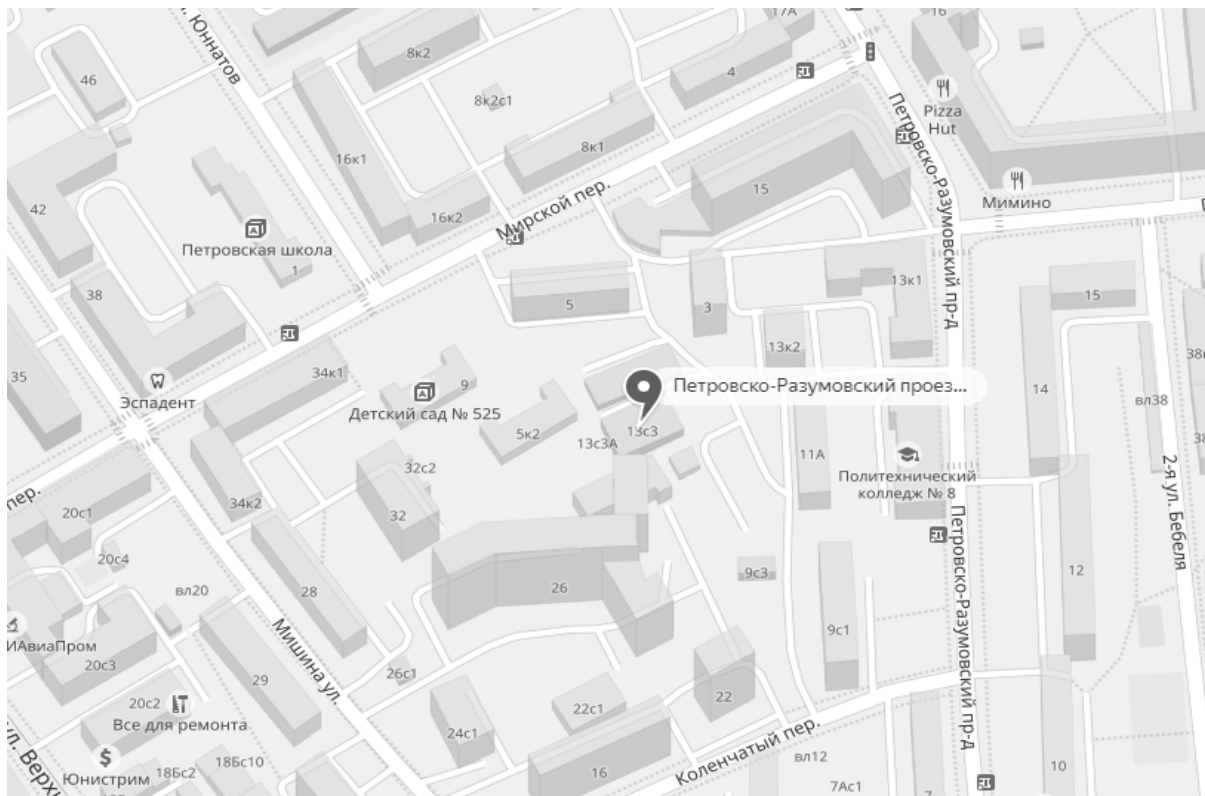 17А
16
ул. Юннатов
46
8к2
4
8к2с1
Pizza
Hut
8к1
16к1
15
Мимино
42
16к2
Мирской пер.
Петровско-Разумовский пр-д
Петровская школа
1
13к1
38
5
3
15
13к2
35
34к1
9
Эспадент
Детский сад № 525
Петровско-Разумовский проез...
14
вл38
5к2
13с3А
13с3
11А
32с2
Политехнический
колледж № 8
2-я ул. Бебеля
пер.
20с1
34к2
32
20с4
Петровско-Разумовский пр-д
12
вл20
28
26
9с3
9с1
ИАвиаПром
20с3
Мишина ул.
29
26с1
20с2
22
22с1
Все для ремонта
24с1
Коленчатый пер.
Юнистрим
18Бс2
18Бс10
16
вл12
10
7Ас1
7